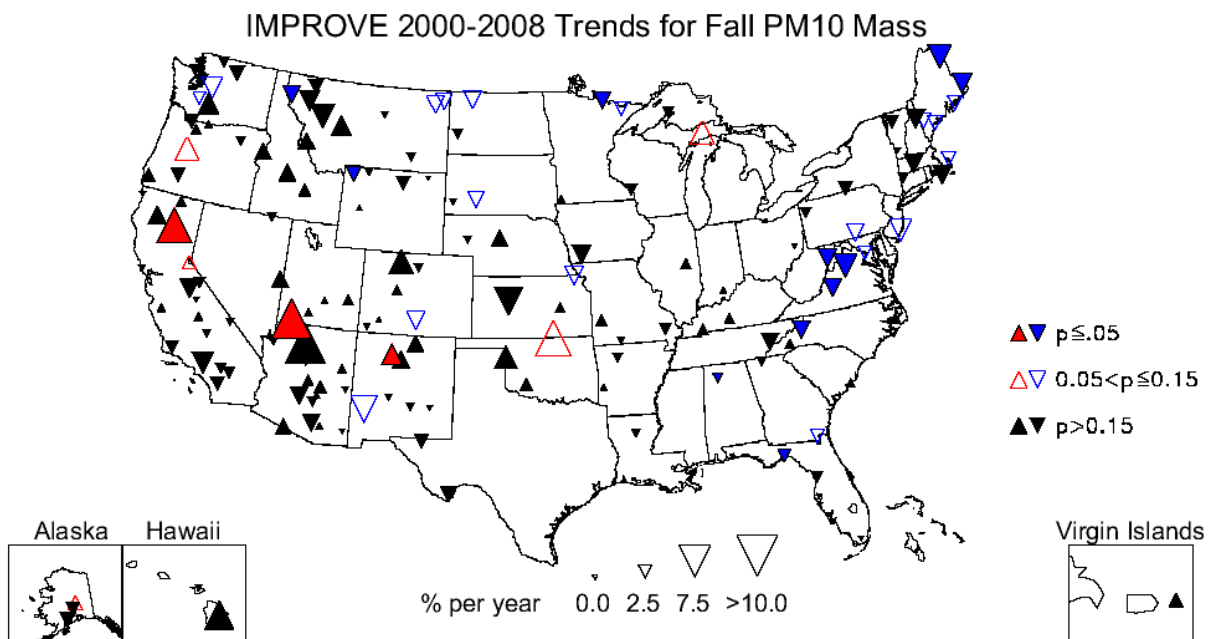 IMPROVE 2000-2008 Trends for Fall PM10 Mass
p≤.05
0.05<p≤0.15
p>0.15
Alaska
Hawaii
Virgin Islands
% per year 0.0 2.5 7.5 >10.0